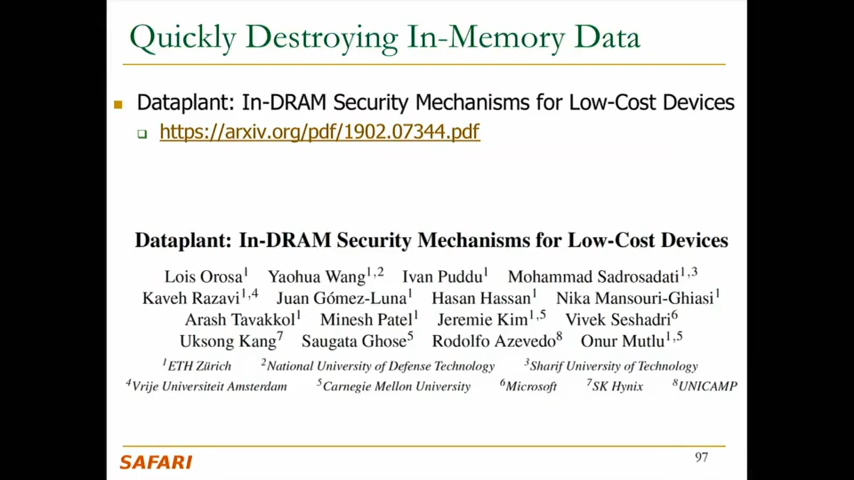 Quickly Destroying In-Memory Data
Dataplant: In-DRAM Security Mechanisms for Low-Cost Devices
https://arxiv.org/pdf/1902.07344.pdf
Dataplant: In-DRAM Security Mechanisms for Low-Cost Devices
Lois Orosa¹ Yaohua Wang¹,² Ivan Puddu¹ Mohammad Sadrosadati¹,³
Kaveh Razavi¹,⁴ Juan Gómez-Luna¹ Hasan Hassan¹ Nika Mansouri-Ghiasi¹
Arash Tavakkol¹ Minesh Patel¹ Jeremie Kim¹,⁵ Vivek Seshadri⁶
Uksong Kang⁷ Saugata Ghose⁵ Rodolfo Azevedo⁸ Onur Mutlu¹,⁵
¹ETH Zürich ²National University of Defense Technology ³Sharif University of Technology
⁴Vrije Universiteit Amsterdam ⁵Carnegie Mellon University ⁶Microsoft ⁷SK Hynix ⁸UNICAMP
SAFARI
97